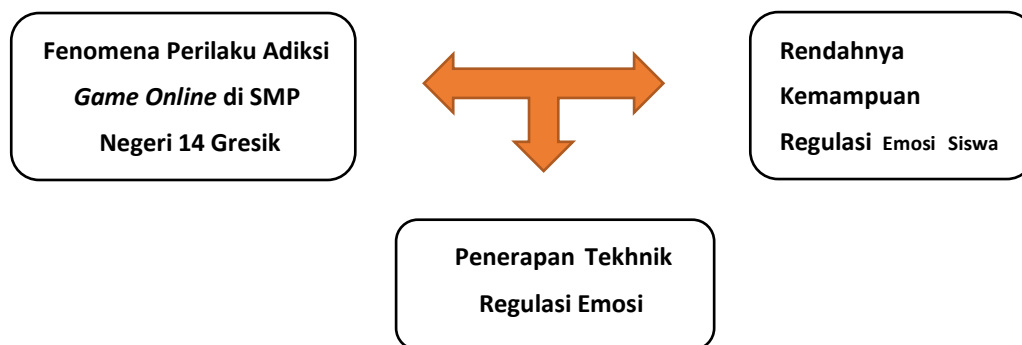 Fenomena Perilaku Adiksi
Game Online di SMP
Negeri 14 Gresik
Rendahnya
Kemampuan
Regulasi Emosi Siswa
Penerapan Tekhnik
Regulasi Emosi